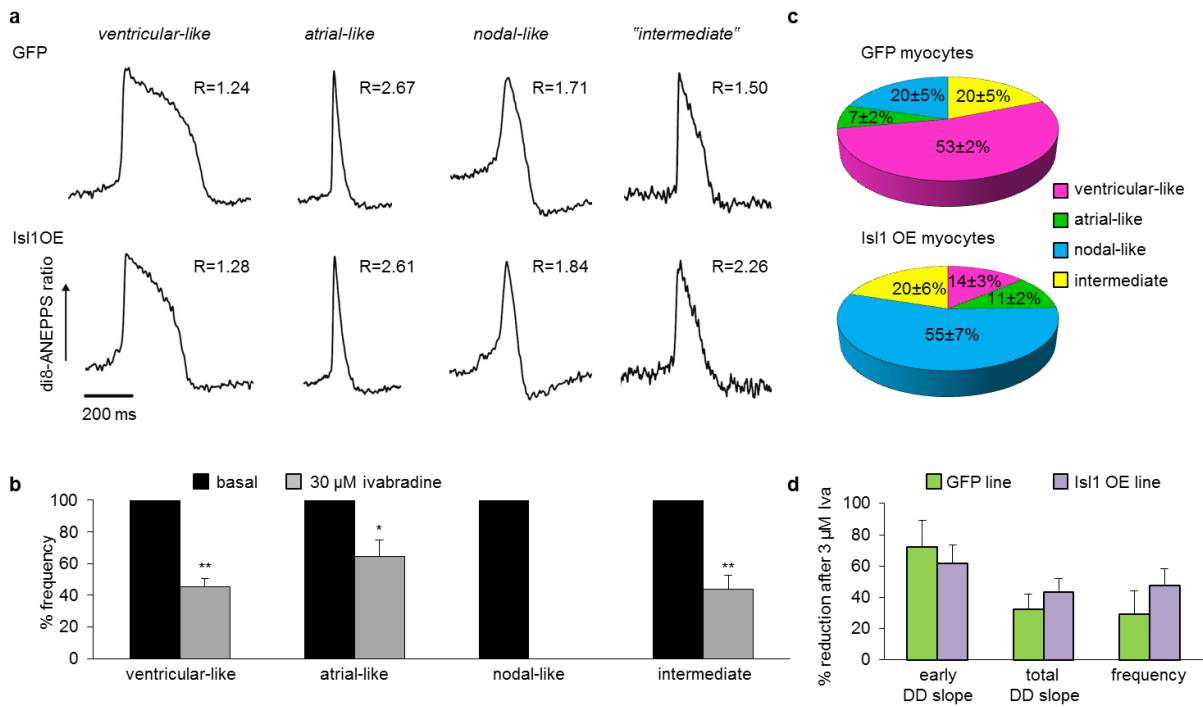 a
ventricular-like atrial-like nodal-like "intermediate"
GFP
R=1.24 R=2.67 R=1.71 R=1.50
Isl1OE
R=1.28 R=2.61 R=1.84 R=2.26
di8-ANEPPS ratio
200 ms
c
GFP myocytes
20±5% 20±5%
7±2%
53±2%
ventricular-like
atrial-like
nodal-like
intermediate
Isl1 OE myocytes
20±6% 14±3%
11±2%
55±7%
b
basal 30 µM ivabradine
% frequency
100
80
60
40
20
0
** * **
ventricular-like atrial-like nodal-like intermediate
d
GFP line Isl1 OE line
% reduction after 3 µM Iva
100
80
60
40
20
0
early total frequency
DD slope DD slope